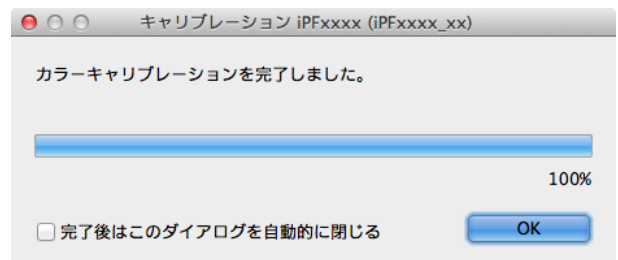 キャリブレーション iPFxxxx (iPFxxxx_xx)
カラーキャリブレーションを完了しました。
100%
完了後はこのダイアログを自動的に閉じる
OK